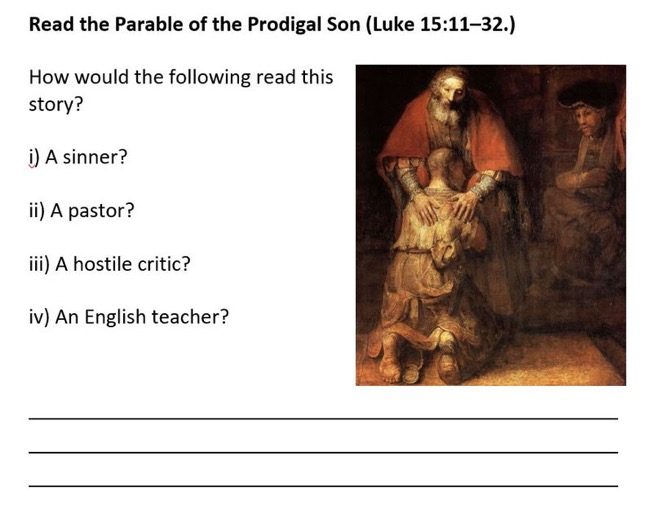 Read the Parable of the Prodigal Son (Luke 15:11–32.)
How would the following read this
story?
i) A sinner?
ii) A pastor?
iii) A hostile critic?
iv) An English teacher?